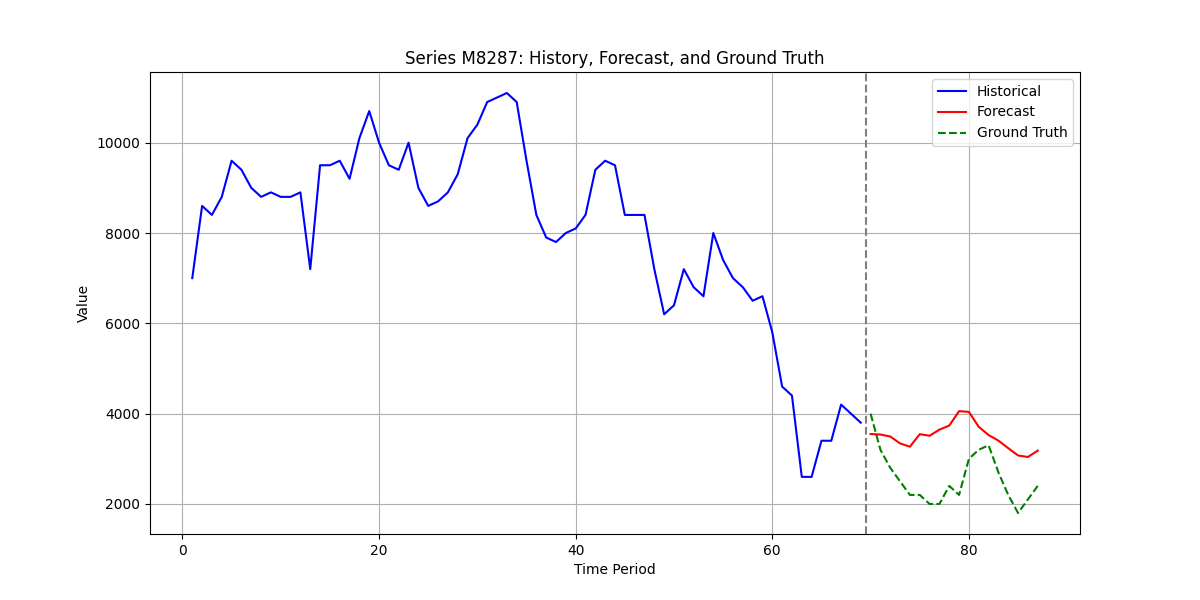 Series M8287: History, Forecast, and Ground Truth
Historical
Forecast
Ground Truth
Value
10000
8000
6000
4000
2000
0
20
40
60
80
Time Period